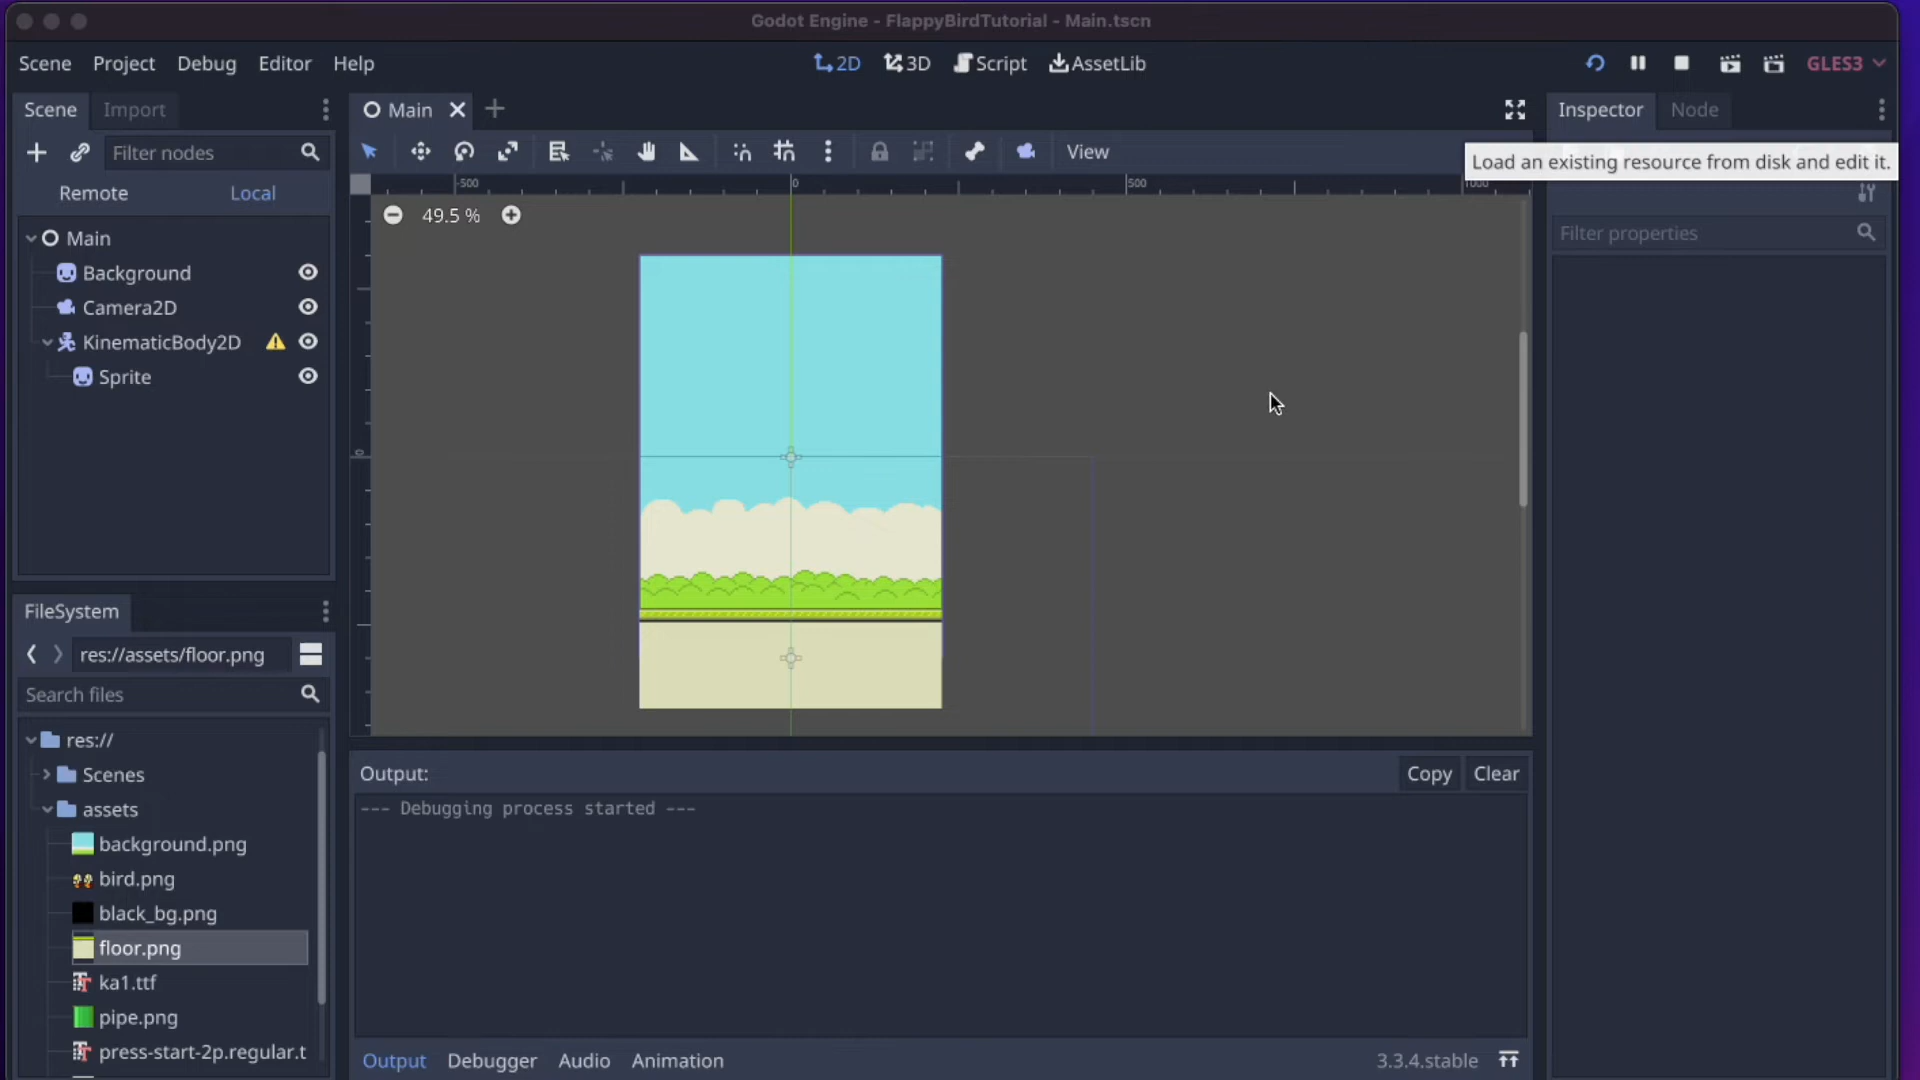 Godot Engine - FlappyBirdTutorial - Main.tscn
Scene Project Debug Editor Help
2D 3D Script AssetLib
GLES3
Scene Import
Main
Inspector Node
Filter nodes
View
Load an existing resource from disk and edit it.
Remote Local
-500 0 500 1000
49.5 %
Filter properties
Main
Background
Camera2D
KinematicBody2D
Sprite
0
FileSystem
res://assets/floor.png
Search files
res://
Scenes
assets
background.png
bird.png
black_bg.png
floor.png
ka1.ttf
pipe.png
press-start-2p.regular.t
Output:
Copy Clear
--- Debugging process started ---
Output Debugger Audio Animation
3.3.4.stable